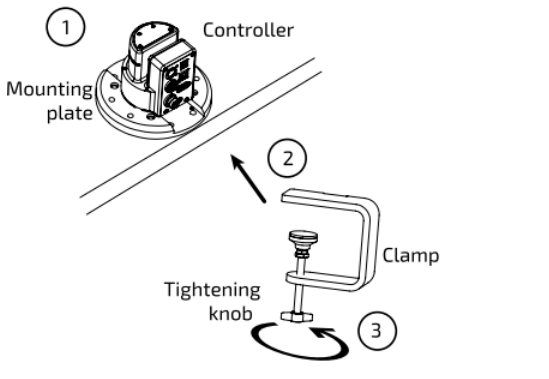 1
Controller
Mounting
plate
2
Clamp
Tightening
knob
3